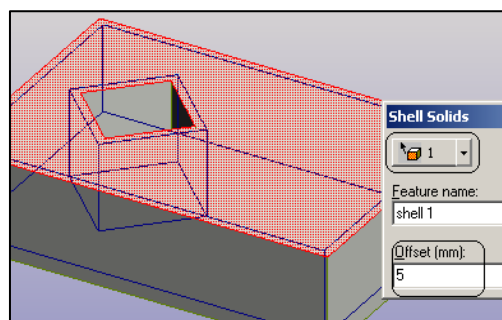 Shell Solids
1
Feature name:
shell 1
Offset (mm):
5